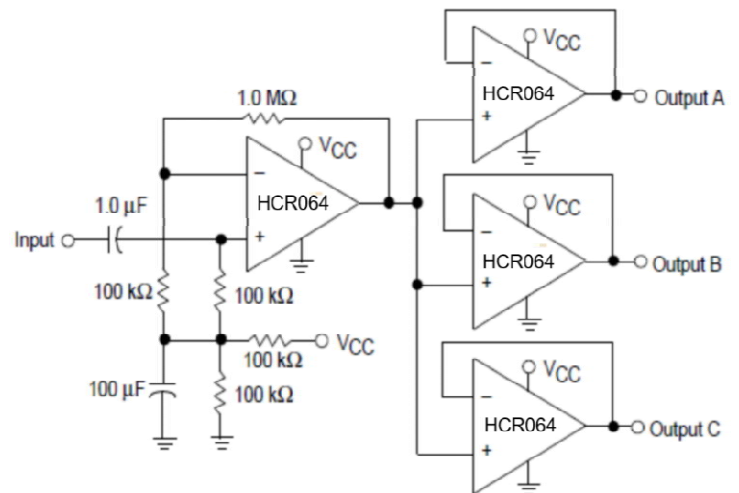 VCC
HCR064
Output A
1.0 MΩ
VCC
HCR064
1.0 µF
Input
VCC
HCR064
Output B
100 kΩ
100 kΩ
VCC
100 kΩ
100 µF
100 kΩ
VCC
HCR064
Output C